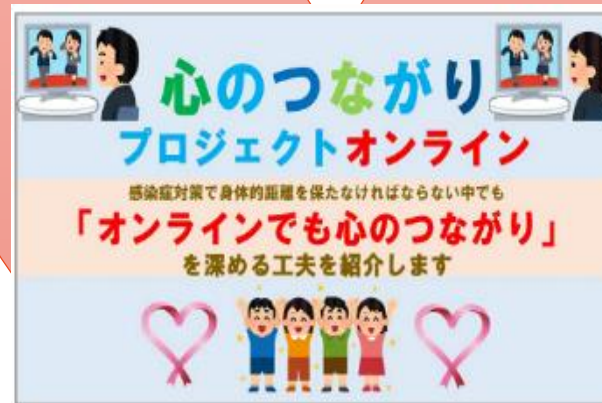 心のつながり
プロジェクトオンライン
感染症対策で身体的距離を保たなければならない中でも
「オンラインでも心のつながり」
を深める工夫を紹介します